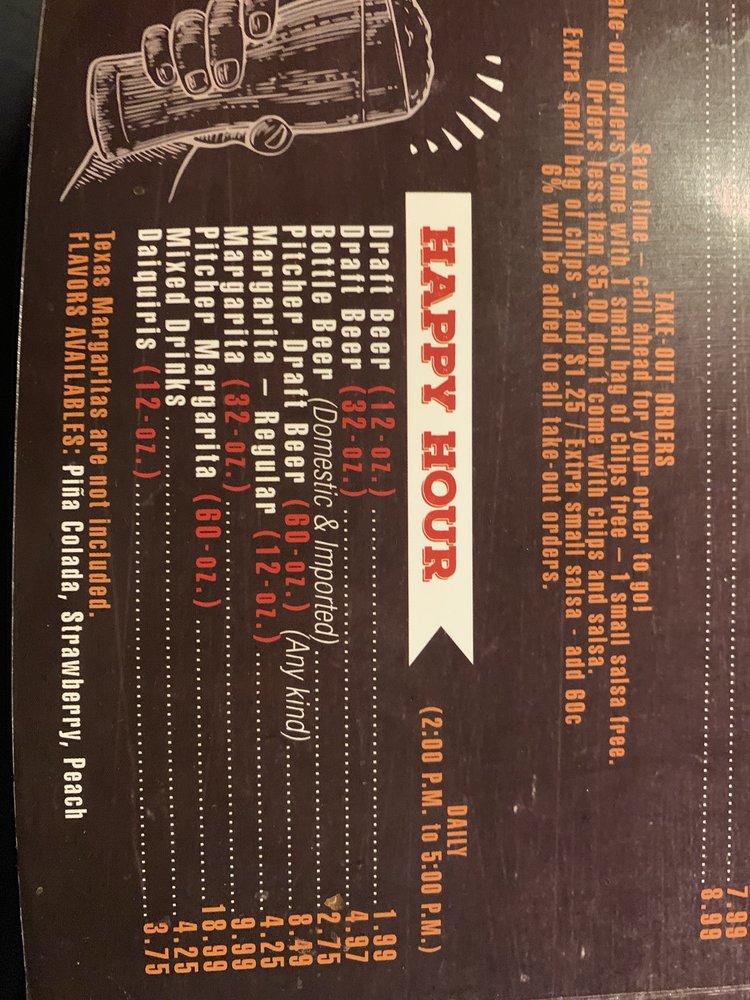 7.99
8.99
TAKE-OUT ORDERS
Save time – call ahead for your order to go!
ake-out orders come with 1 small bag of chips free – 1 small salsa free.
Orders less than $5.00 don't come with chips and salsa.
Extra small bag of chips - add $1.25 / Extra small salsa - add 60c
6% will be added to all take-out orders.
HAPPY HOUR
DAILY
(2:00 P.M. to 5:00 P.M.)
Draft Beer (12-oz.) 1.99
Draft Beer (32-oz.) 4.97
Bottle Beer (Domestic & Imported) 2.75
Pitcher Draft Beer (60-oz.) (Any kind) 8.49
Margarita – Regular (12-oz.) 4.25
Margarita (32-oz.) 9.99
Pitcher Margarita (60-oz.) 18.99
Mixed Drinks 4.25
Daiquiris (12-oz.) 3.75
Texas Margaritas are not included.
FLAVORS AVAILABLES: Piña Colada, Strawberry, Peach